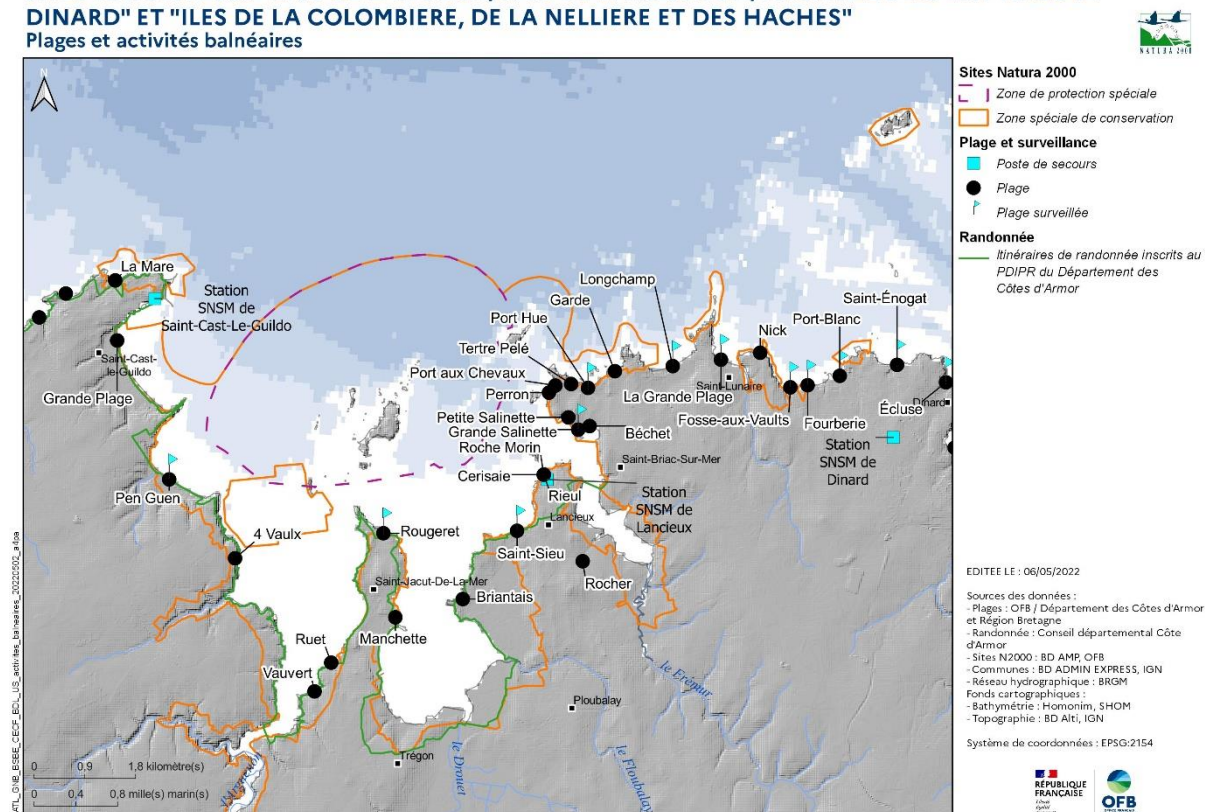 DINARD" ET "ILES DE LA COLOMBIERE, DE LA NELLIERE ET DES HACHES"
Plages et activités balnéaires
NATURA 2000
N
Sites Natura 2000
Zone de protection spéciale
Zone spéciale de conservation
Plage et surveillance
Poste de secours
Plage
Plage surveillée
Randonnée
Itinéraires de randonnée inscrits au
PDIPR du Département des
Côtes d'Armor
La Mare
Station
SNSM de
Saint-Cast-Le-Guildo
Saint-Cast-
le-Guildo
Grande Plage
Pen Guen
4 Vaulx
Rougeret
Saint-Jacut-De-La-Mer
Manchette
Ruet
Vauvert
Briantais
Saint-Sieu
Longchamp
Garde
Port Hue
Tertre Pelé
Port aux Chevaux
Perron
Petite Salinette
Grande Salinette
Roche Morin
Cerisaie
Béchet
Rieul
Lancieux
Station
SNSM de
Lancieux
Rocher
Saint-Briac-Sur-Mer
La Grande Plage
Saint-Lunaire
Nick
Port-Blanc
Saint-Énogat
Fosse-aux-Vaults
Fourberie
Écluse
Dinard
Station
SNSM de
Dinard
le Frémur
Ploubalay
le Floubalay
le Drouet
Trégon
0 0,9 1,8 kilomètre(s)
0 0,4 0,8 mille(s) marin(s)
EDITEE LE : 06/05/2022
Sources des données :
- Plages : OFB / Département des Côtes d'Armor
et Région Bretagne
- Randonnée : Conseil départemental Côte
d'Armor
- Sites N2000 : BD AMP, OFB
- Communes : BD ADMIN EXPRESS, IGN
- Réseau hydrographique : BRGM
Fonds cartographiques :
- Bathymétrie : Homonim, SHOM
- Topographie : BD Alti, IGN
Système de coordonnées : EPSG:2154
RÉPUBLIQUE
FRANÇAISE
OFB